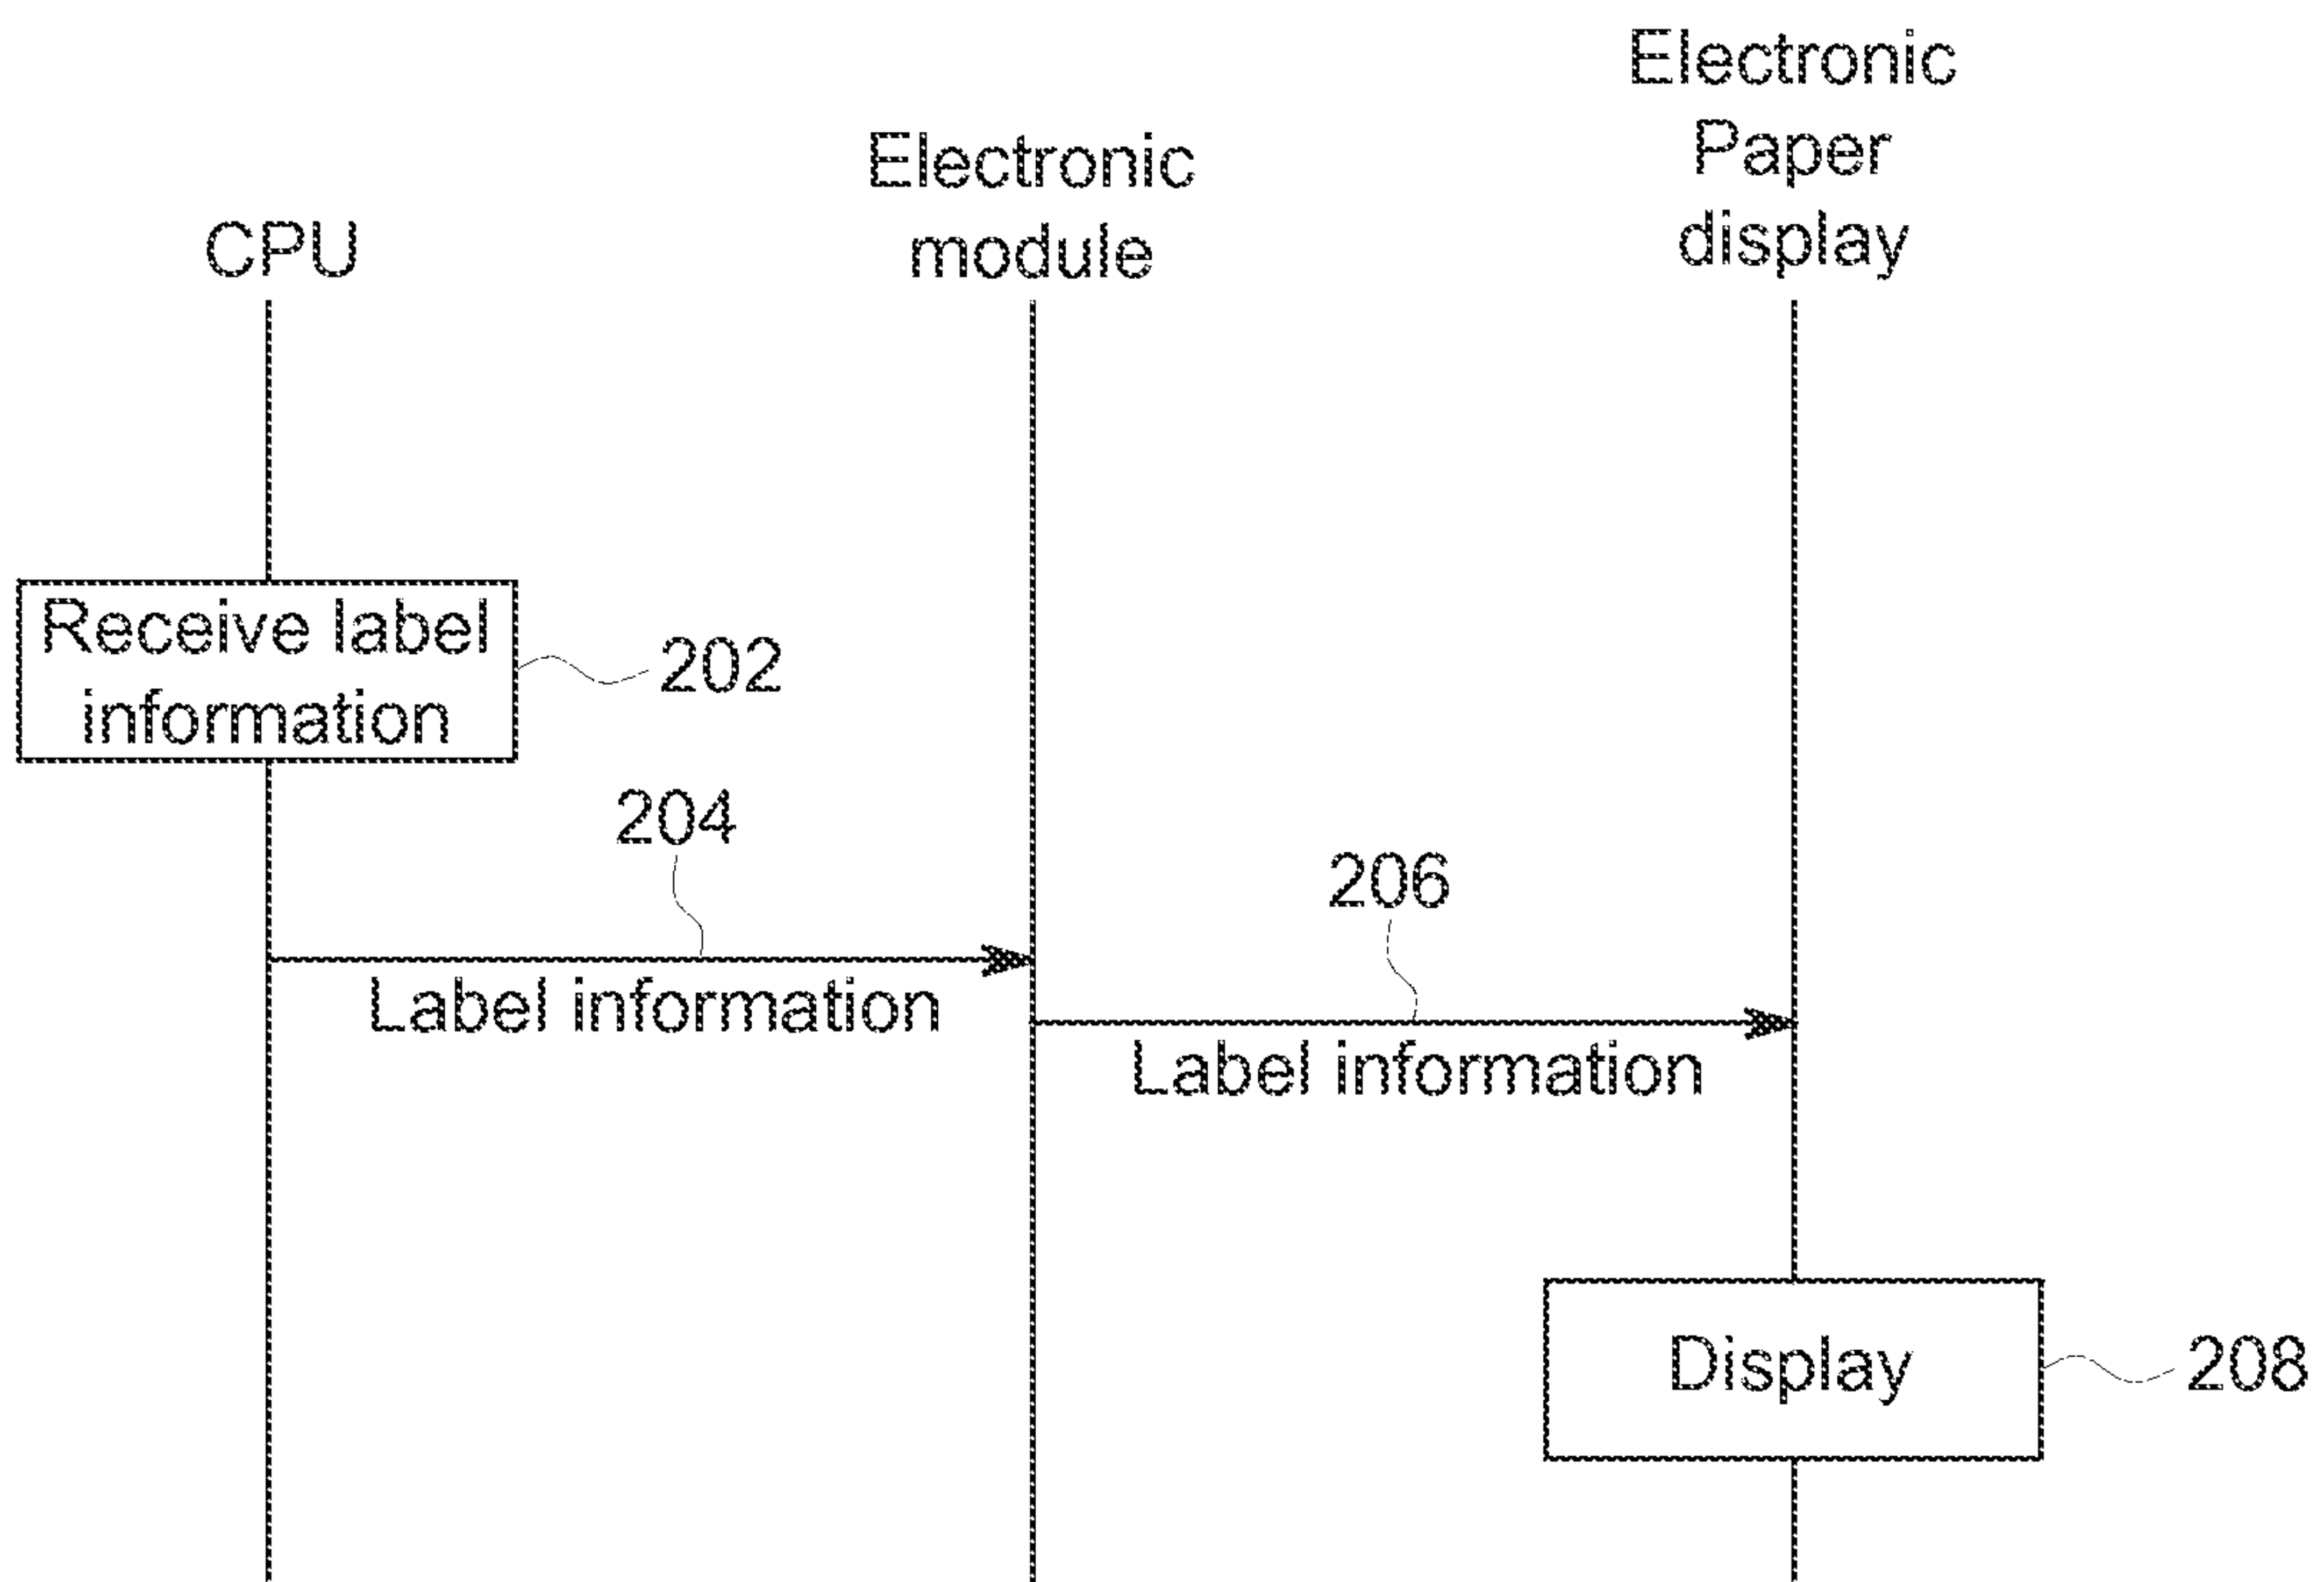 CPU
Electronic
module
Electronic
Paper
display
Receive label
information
202
204
Label information
206
Label information
Display
208